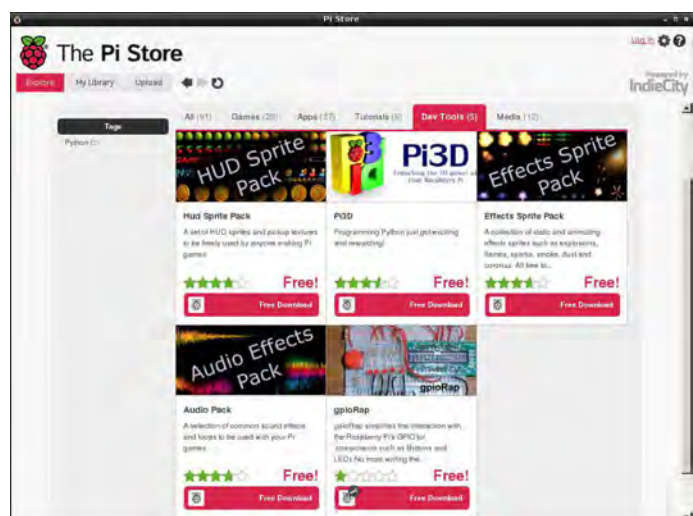 Pi Store
The Pi Store
Log in
Explore
My Library
Upload
Powered by
IndieCity
Tags
Python
All (91)
Games (28)
Apps (37)
Tutorials (9)
Dev Tools (5)
Media (12)
HUD Sprite
Pack
Pi3D
Effects Sprite
Pack
Hud Sprite Pack
A set of HUD sprites and pickup textures
to be freely used by anyone making Pi
games
Free!
Free Download
Pi3D
Programming Python just got exciting
and rewarding!
Free!
Free Download
Effects Sprite Pack
A collection of static and animating
effects sprites such as explosions,
flames, sparks, smoke, dust and
coronas. All free to...
Free!
Free Download
Audio Effects
Pack
gpioRap
Audio Pack
A selection of common sound effects
and loops to be used with your Pi
games
Free!
Free Download
gpioRap
gpioRap simplifies the interaction with
the Raspberry Pi's GPIO for
components such as Buttons and
LEDs No more writing the...
Free!
Free Download